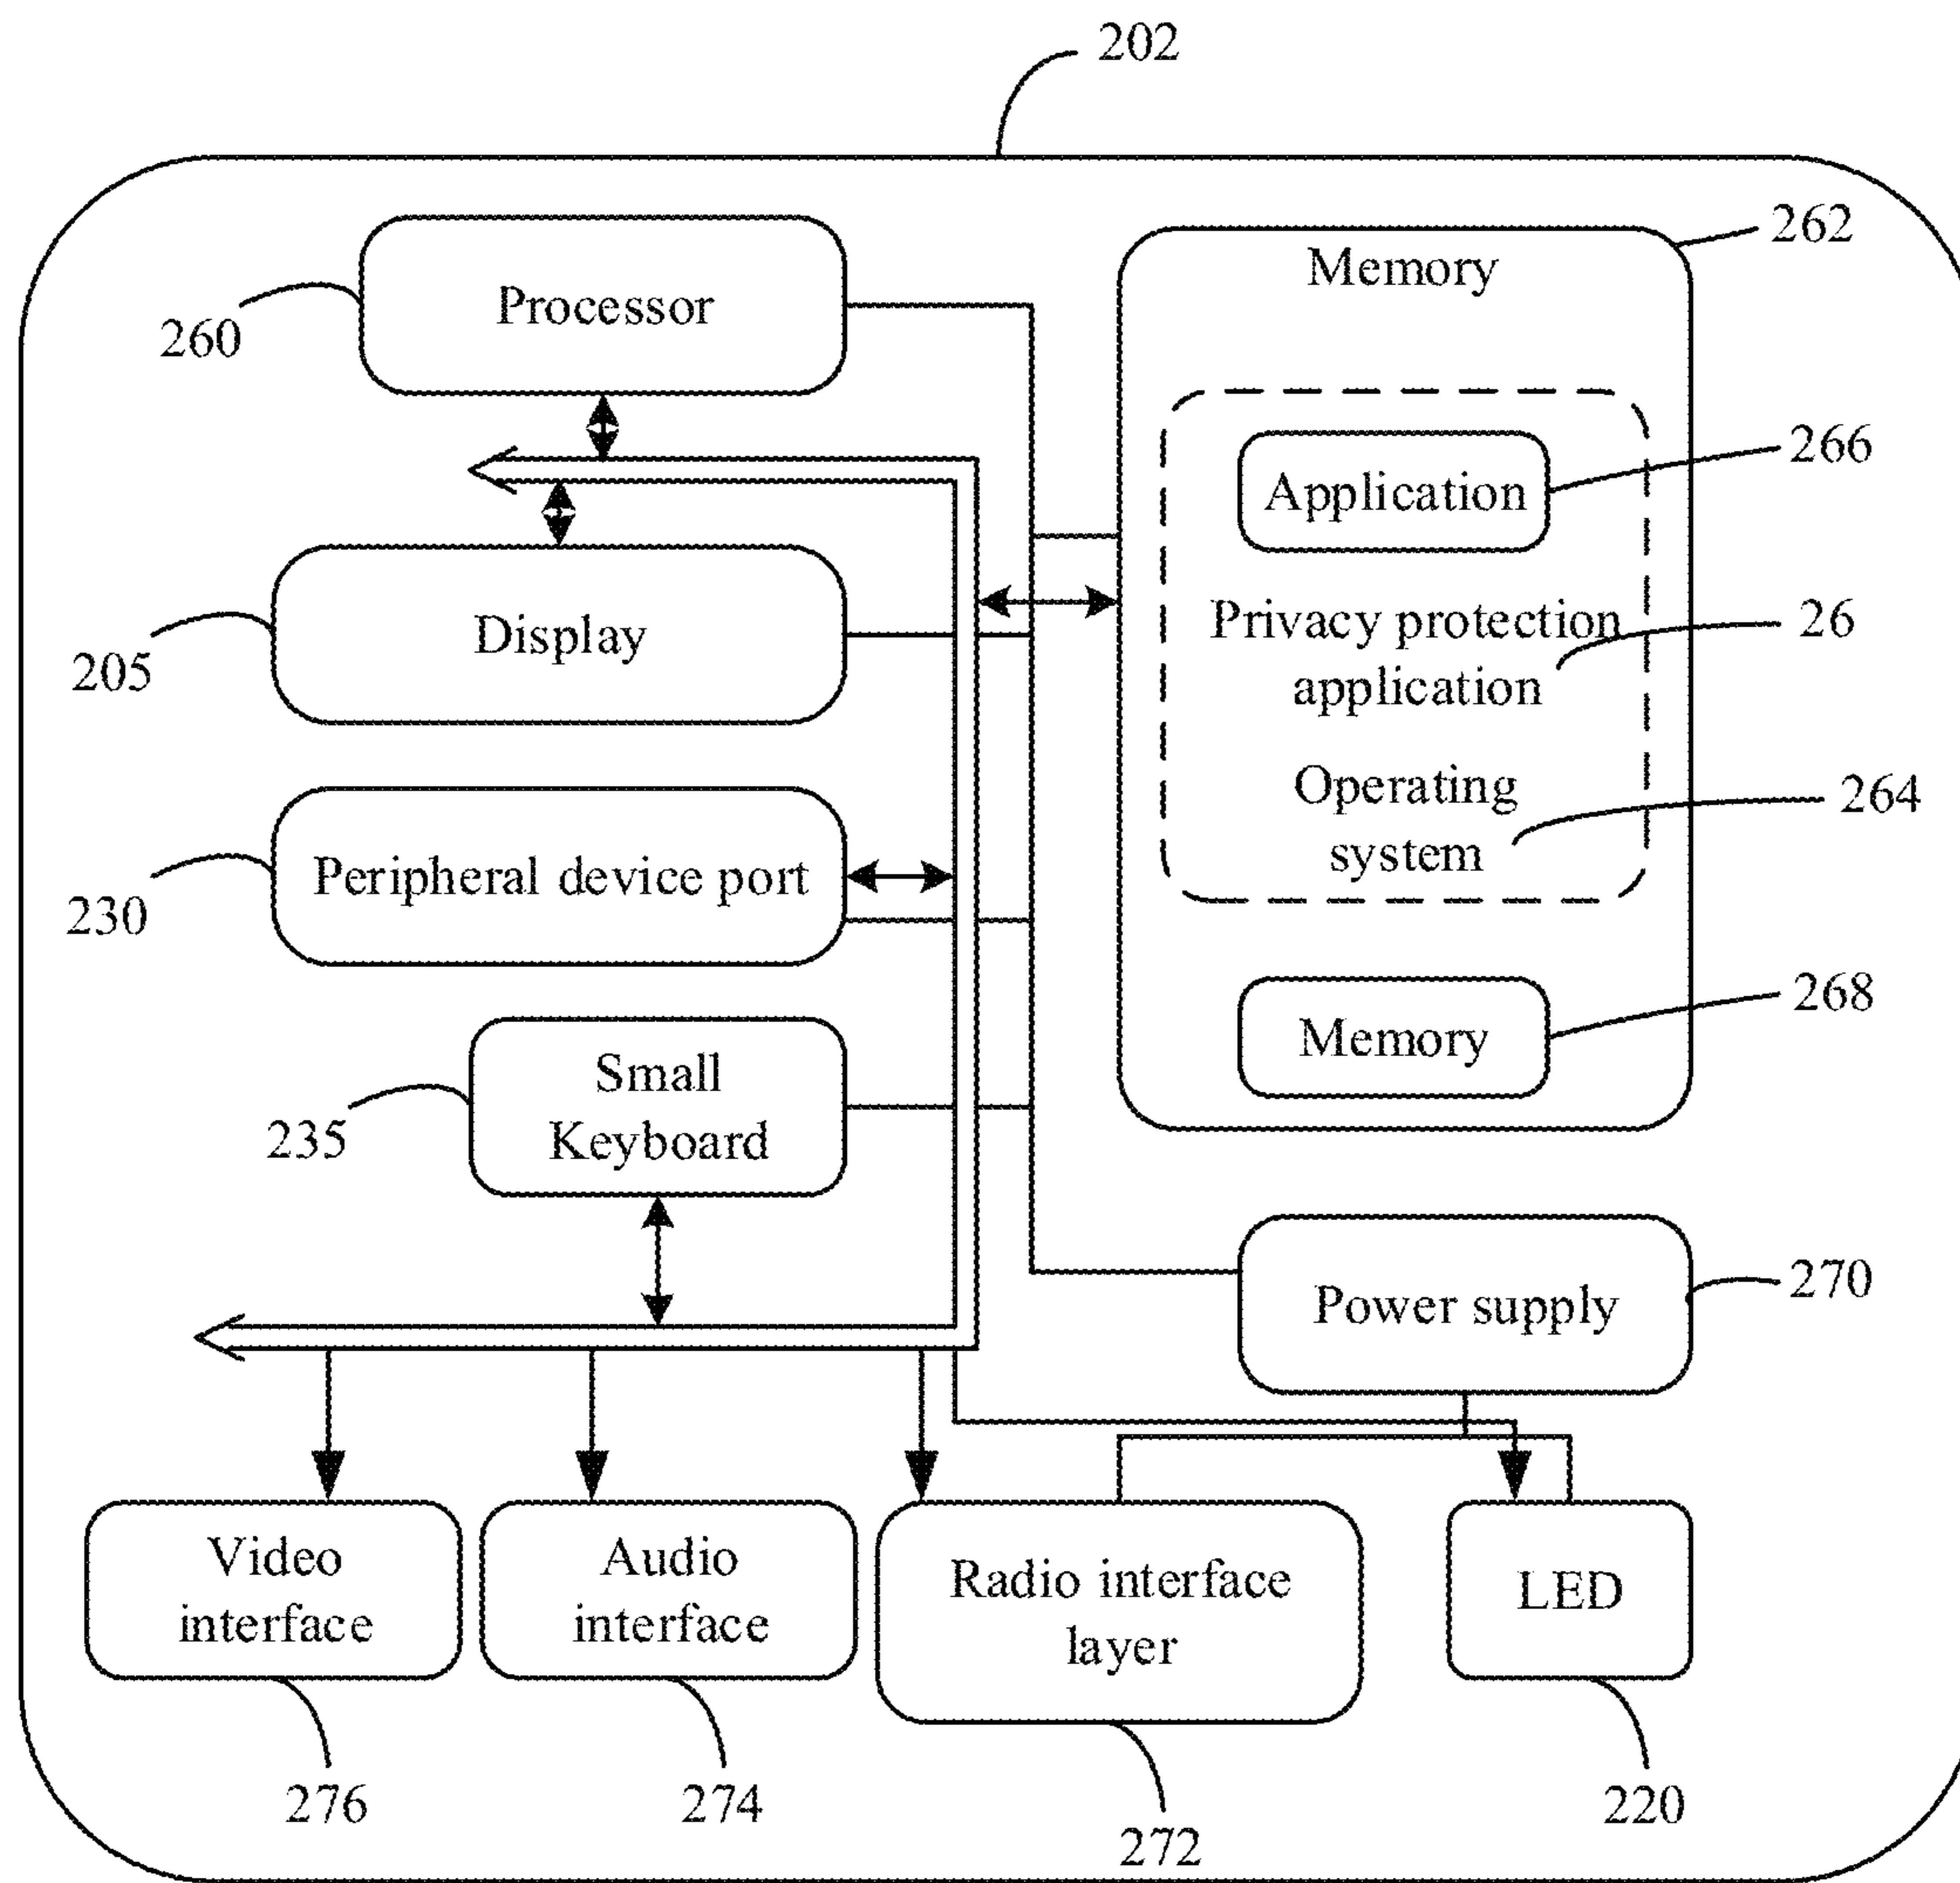 202
262
Memory
Processor
260
266
Application
Privacy protection
application
26
Display
205
Operating
system
264
Peripheral device port
230
268
Memory
Small
Keyboard
235
270
Power supply
Video
interface
Audio
interface
Radio interface
layer
LED
276
274
272
220